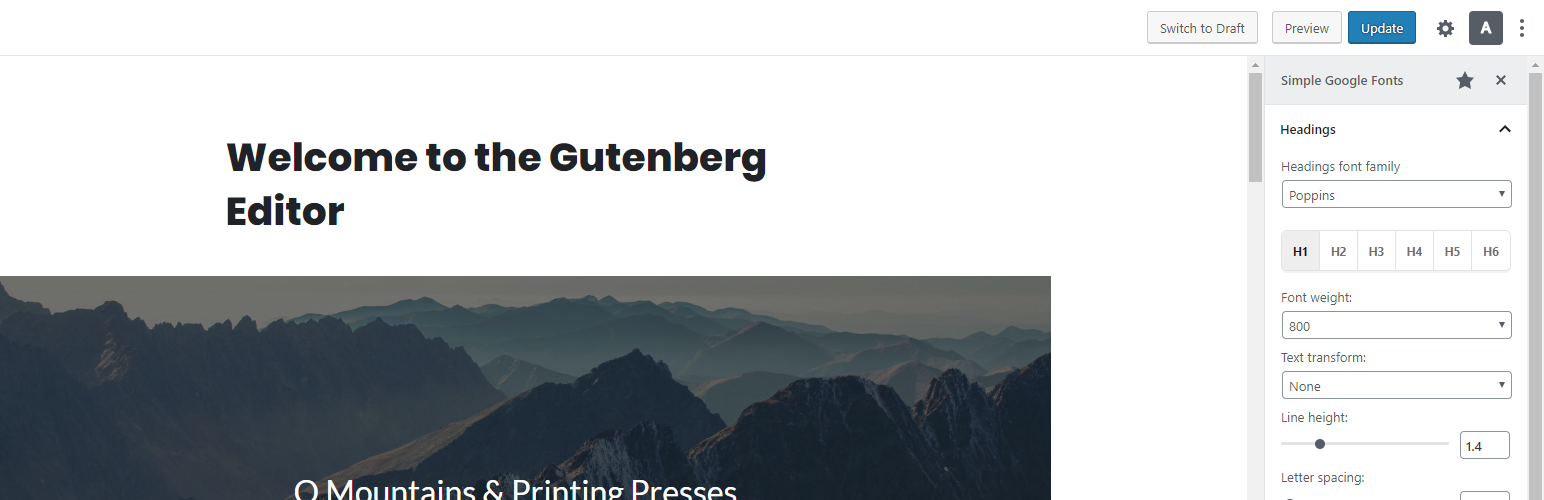 Switch to Draft Preview Update A
Simple Google Fonts
Headings
Welcome to the Gutenberg
Editor
Headings font family
Poppins
H1 H2 H3 H4 H5 H6
Font weight:
800
Text transform:
None
Line height:
1.4
Letter spacing:
O Mountains & Printing Presses